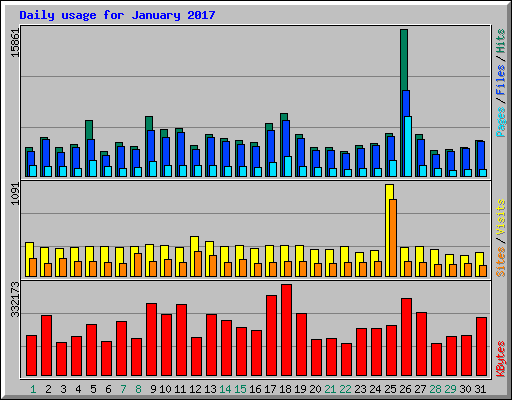 Daily usage for January 2017
15861
Pages / Files / Hits
1091
Sites / Visits
332173
KBytes
1 2 3 4 5 6 7 8 9 10 11 12 13 14 15 16 17 18 19 20 21 22 23 24 25 26 27 28 29 30 31